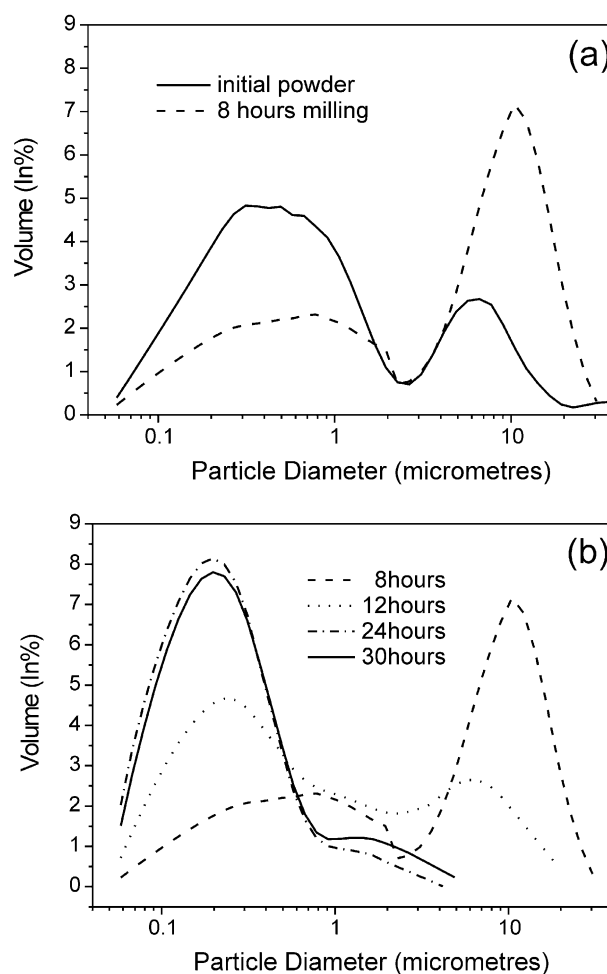 (a)
initial powder
8 hours milling
9
8
7
6
5
4
3
2
1
0
Volume (ln%)
0.1 1 10
Particle Diameter (micrometres)
(b)
8hours
12hours
24hours
30hours
9
8
7
6
5
4
3
2
1
0
Volume (ln%)
0.1 1 10
Particle Diameter (micrometres)